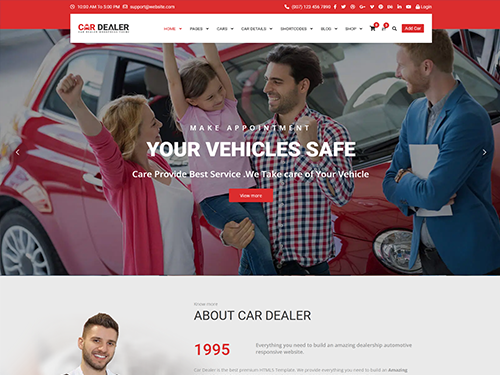 10:00 AM To 5:00 PM support@website.com (007) 123 456 7890 Login
CAR DEALER
HOME PAGES CARS CAR DETAILS SHORTCODES BLOG SHOP Add Car
MAKE APPOINTMENT
YOUR VEHICLES SAFE
Care Provide Best Service .We Take care of Your Vehicle
View more
Know more
ABOUT CAR DEALER
1995
Everything you need to build an amazing dealership automotive
responsive website.
Car Dealer is the best premium HTML5 Template. We provide everything you need to build an Amazing